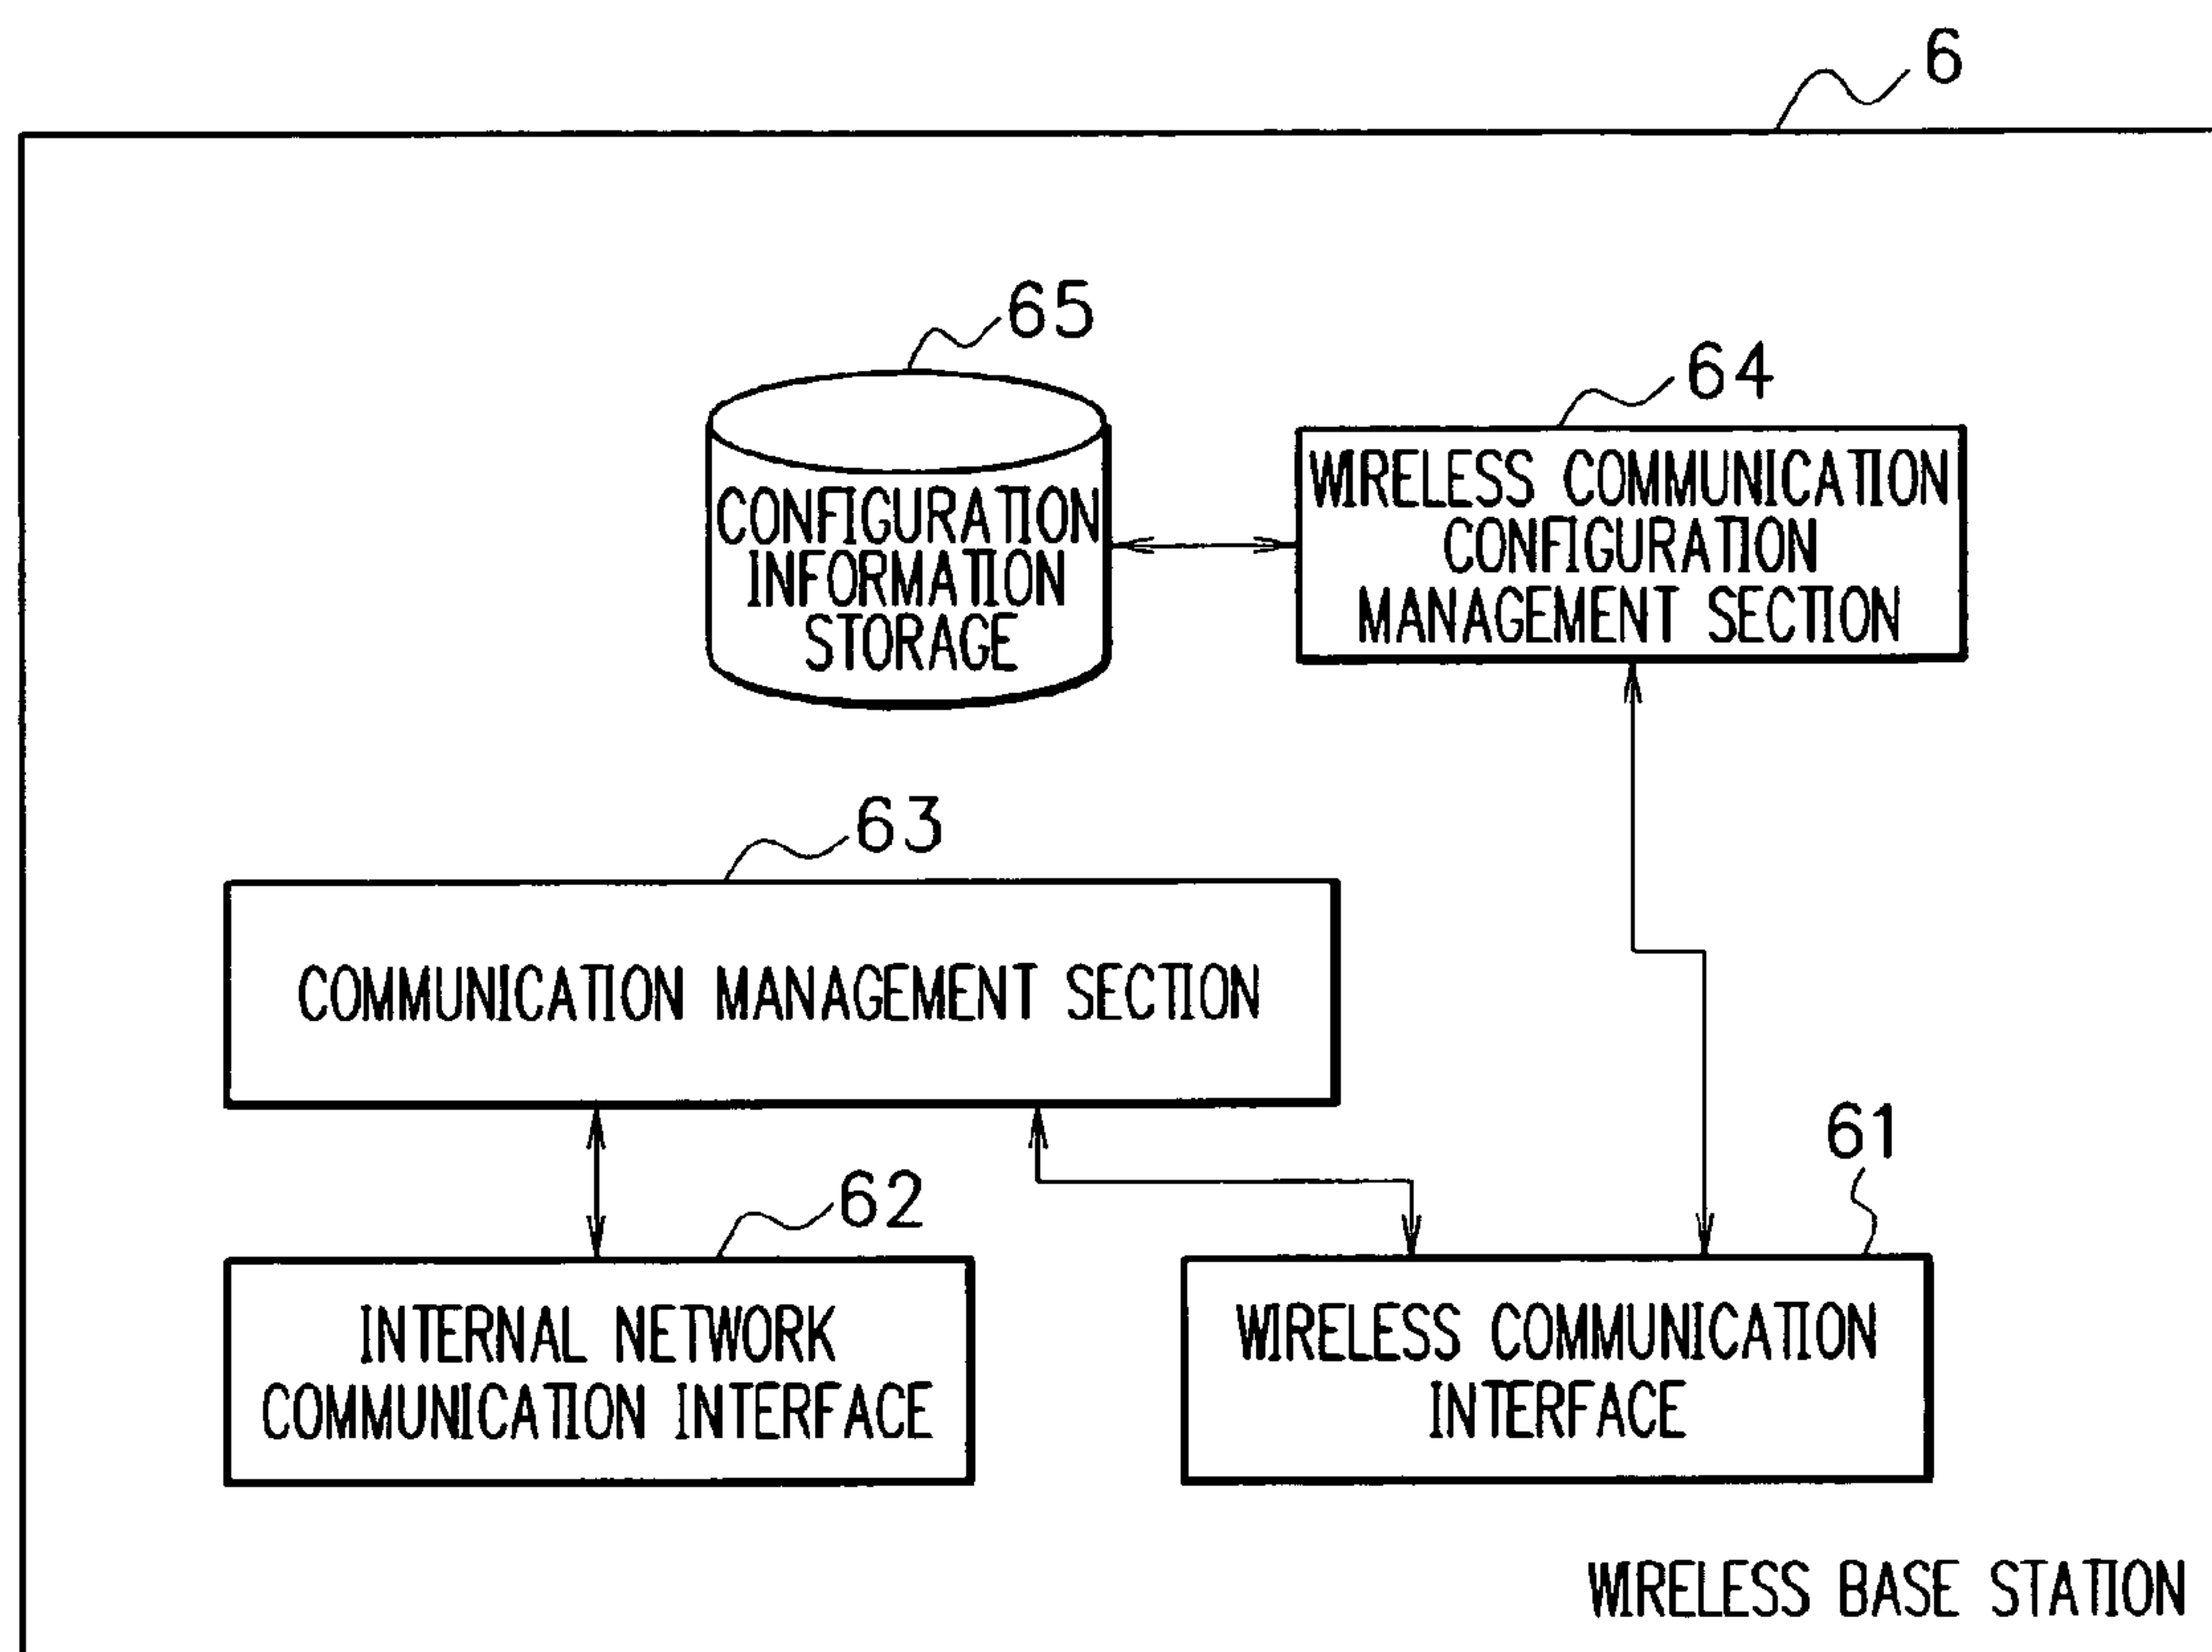 6
65
64
CONFIGURATION
INFORMATION
STORAGE
WIRELESS COMMUNICATION
CONFIGURATION
MANAGEMENT SECTION
63
COMMUNICATION MANAGEMENT SECTION
62
61
INTERNAL NETWORK
COMMUNICATION INTERFACE
WIRELESS COMMUNICATION
INTERFACE
WIRELESS BASE STATION